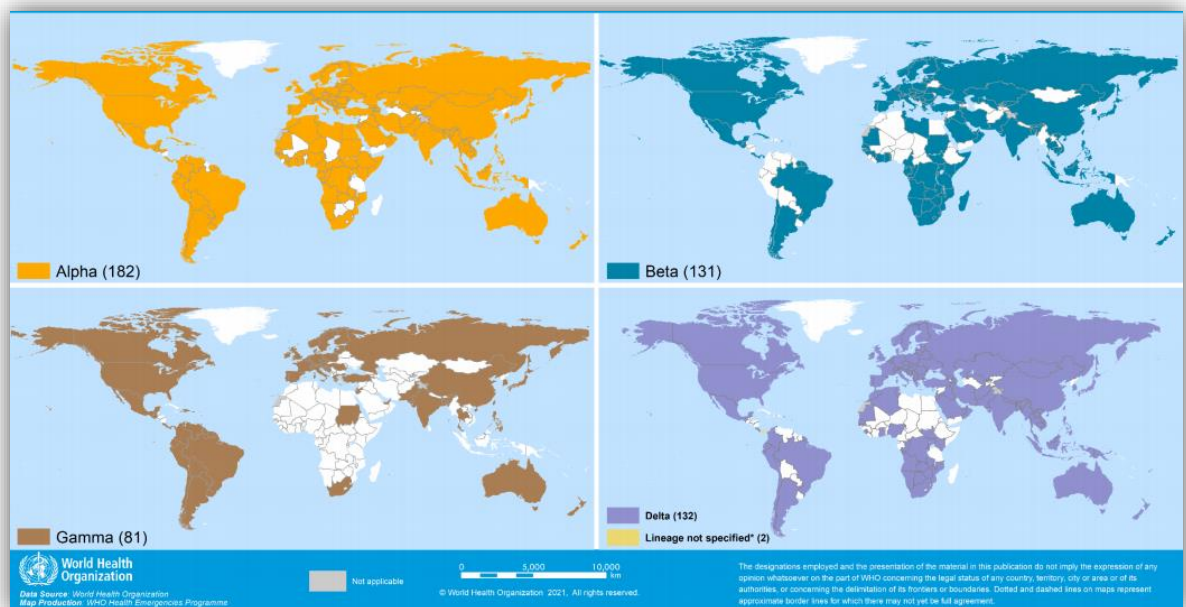 Alpha (182)
Beta (131)
Gamma (81)
Delta (132)
Lineage not specified* (2)
World Health
Organization
Data Source: World Health Organization
Map Production: WHO Health Emergencies Programme
Not applicable
0 5,000 10,000
km
© World Health Organization 2021, All rights reserved.
The designations employed and the presentation of the material in this publication do not imply the expression of any
opinion whatsoever on the part of WHO concerning the legal status of any country, territory, city or area or of its
authorities, or concerning the delimitation of its frontiers or boundaries. Dotted and dashed lines on maps represent
approximate border lines for which there may not yet be full agreement.